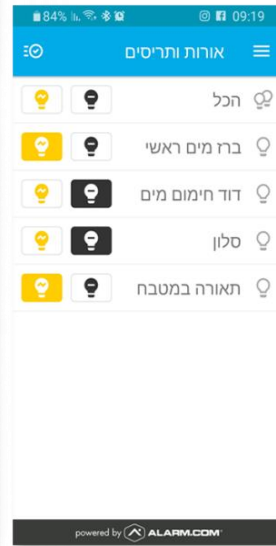 84% 09:19
אורות ותריסים
הכל
ברז מים ראשי
דוד חימום מים
סלון
תאורה במטבח
powered by ALARM.COM